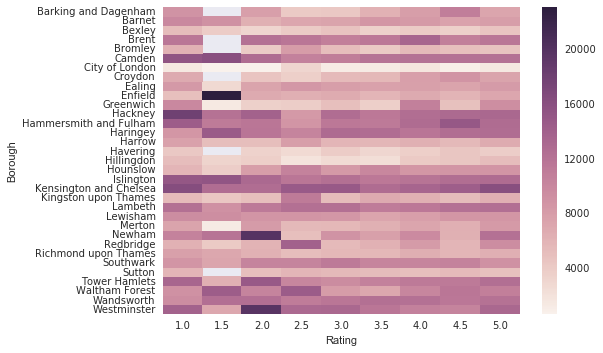 Borough
Barking and Dagenham
Barnet
Bexley
Brent
Bromley
Camden
City of London
Croydon
Ealing
Enfield
Greenwich
Hackney
Hammersmith and Fulham
Haringey
Harrow
Havering
Hillingdon
Hounslow
Islington
Kensington and Chelsea
Kingston upon Thames
Lambeth
Lewisham
Merton
Newham
Redbridge
Richmond upon Thames
Southwark
Sutton
Tower Hamlets
Waltham Forest
Wandsworth
Westminster
1.0 1.5 2.0 2.5 3.0 3.5 4.0 4.5 5.0
Rating
20000
16000
12000
8000
4000